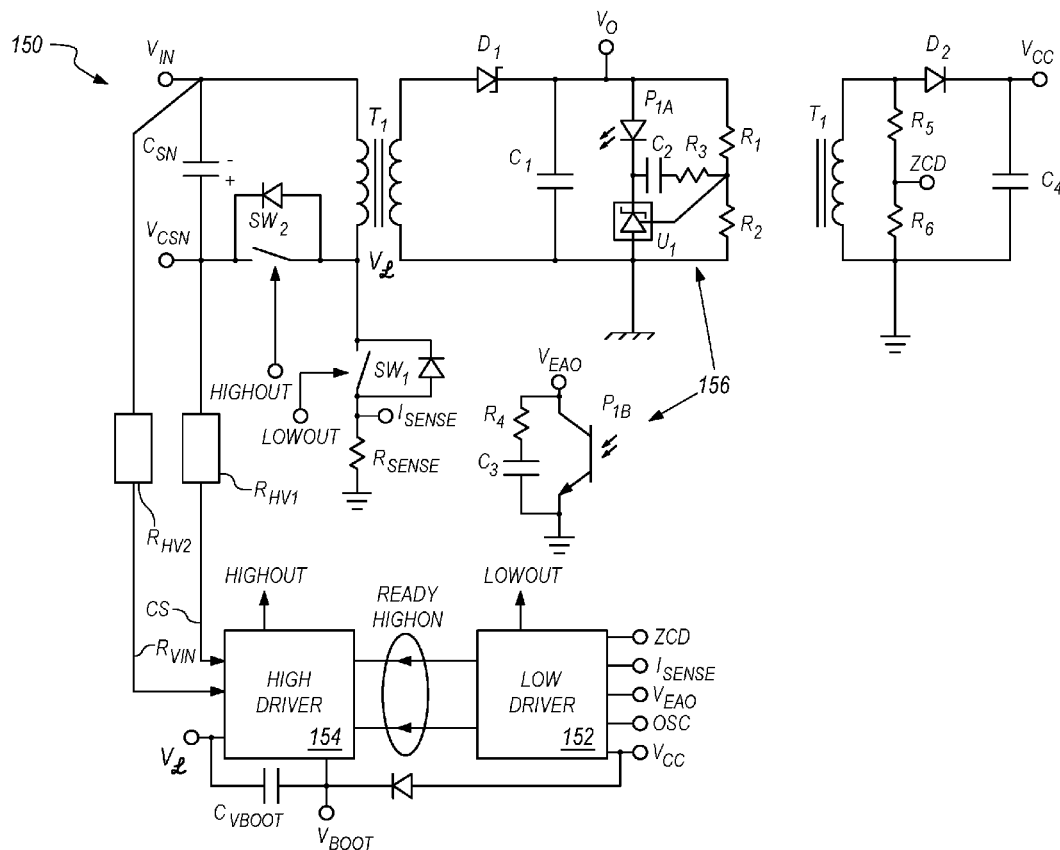 150
V_IN
C_SN
-
+
V_CSN
SW_2
T_1
V_ℒ
HIGHOUT
LOWOUT
SW_1
I_SENSE
R_SENSE
D_1
V_O
C_1
P_1A
C_2
R_3
R_1
U_1
R_2
156
T_1
D_2
V_CC
R_5
ZCD
R_6
C_4
V_EAO
R_4
C_3
P_1B
R_HV1
R_HV2
CS
R_VIN
HIGHOUT
READY
HIGHON
LOWOUT
HIGH
DRIVER
154
LOW
DRIVER
152
ZCD
I_SENSE
V_EAO
OSC
V_CC
V_ℒ
C_VBOOT
V_BOOT